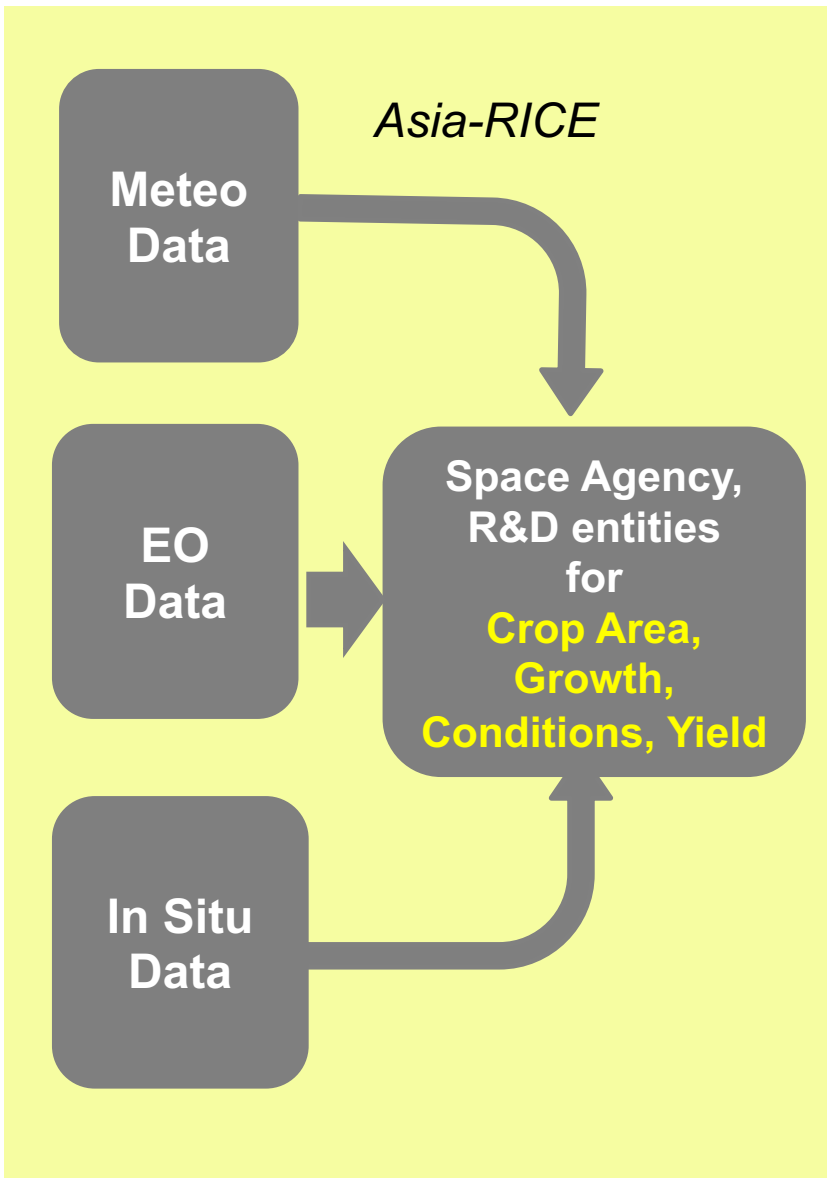 Asia-RICE
Meteo
Data
EO
Data
In Situ
Data
Space Agency,
R&D entities
for
Crop Area,
Growth,
Conditions, Yield